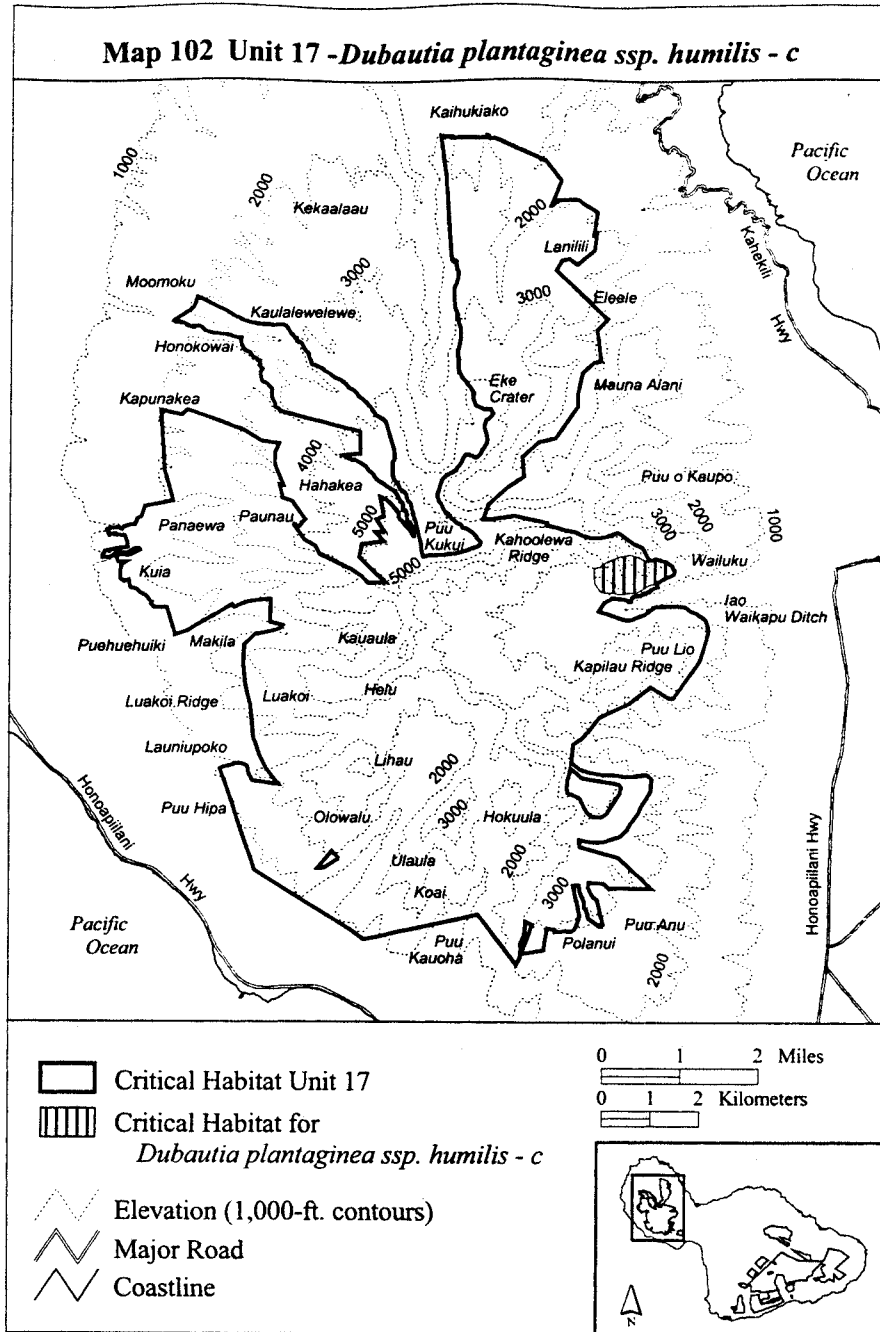 Map 102 Unit 17 -Dubautia plantaginea ssp. humilis - c
Kaihukiako
Pacific
Ocean
1000
2000
Kekaalaau
2000
Lanilili
Kahekili
Hwy
3000
Moomoku
Kaulalewelewe
3000
Eleele
Honokowai
Eke
Crater
Mauna Alani
Kapunakea
4000
Hahakea
Puu o Kaupo
Panaewa
Paunau
5000
Puu
Kukui
Kahoolewa
Ridge
3000
2000
1000
Wailuku
Kuia
5000
Iao
Waikapu Ditch
Puehuehuiki
Makila
Kauaula
Puu Lio
Kapilau Ridge
Luakoi Ridge
Luakoi
Helu
Launiupoko
Lihau
2000
Honoapiilani
Hwy
Puu Hipa
Olowalu
3000
Hokuula
Ulaula
2000
Koai
3000
Honoapiilani Hwy
Pacific
Ocean
Puu
Kauoha
Polanui
Puu Anu
2000
Critical Habitat Unit 17
Critical Habitat for
Dubautia plantaginea ssp. humilis - c
Elevation (1,000-ft. contours)
Major Road
Coastline
0 1 2 Miles
0 1 2 Kilometers
N